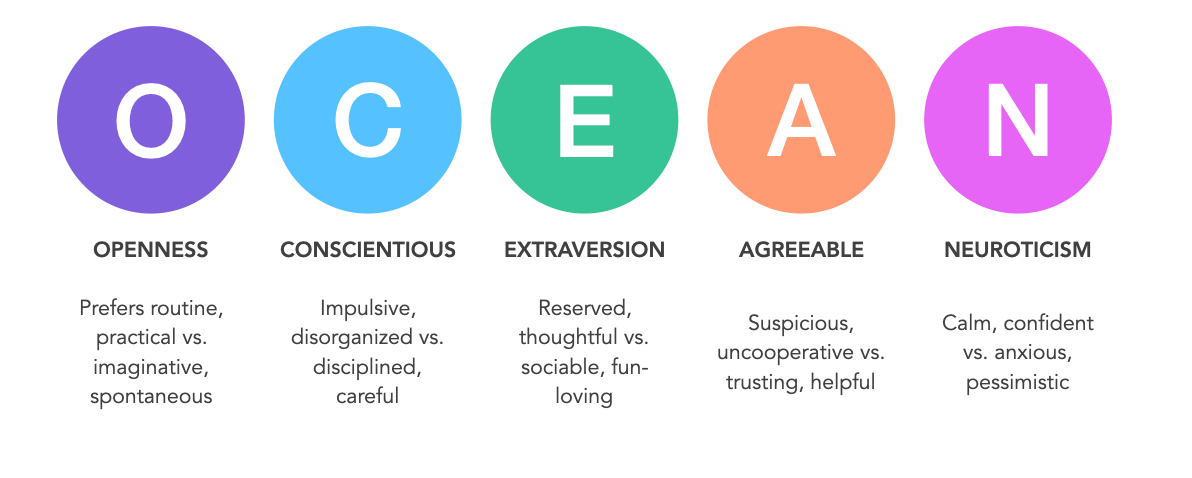 O
C
E
A
N
OPENNESS
CONSCIENTIOUS
EXTRAVERSION
AGREEABLE
NEUROTICISM
Prefers routine,
practical vs.
imaginative,
spontaneous
Impulsive,
disorganized vs.
disciplined,
careful
Reserved,
thoughtful vs.
sociable, fun-
loving
Suspicious,
uncooperative vs.
trusting, helpful
Calm, confident
vs. anxious,
pessimistic